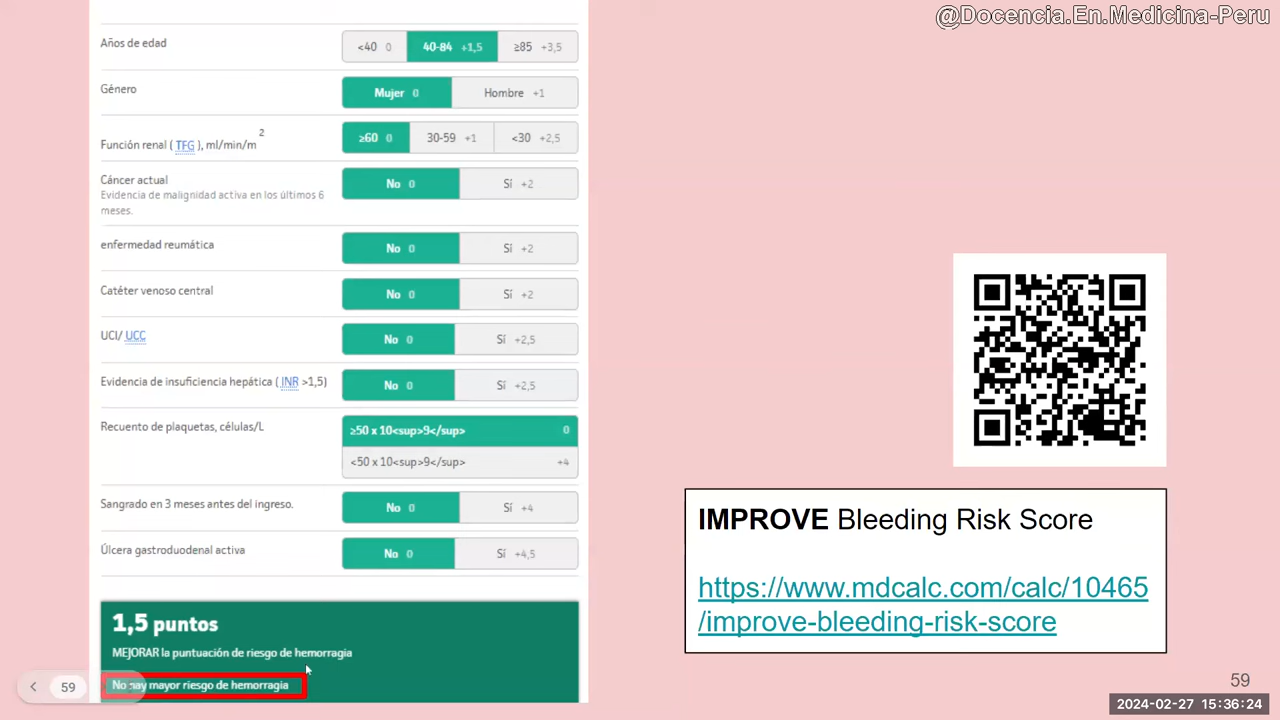 @Docencia.En.Medicina-Peru
Años de edad
<40 0
40-84 +1,5
≥85 +3,5
Género
Mujer 0
Hombre +1
Función renal ( TFG ), ml/min/m²
≥60 0
30-59 +1
<30 +2,5
Cáncer actual
Evidencia de malignidad activa en los últimos 6
meses.
No 0
Sí +2
enfermedad reumática
No 0
Sí +2
Catéter venoso central
No 0
Sí +2
UCI/ UCC
No 0
Sí +2,5
Evidencia de insuficiencia hepática ( INR >1,5)
No 0
Sí +2,5
Recuento de plaquetas, células/L
≥50 x 10<sup>9</sup> 0
<50 x 10<sup>9</sup> +4
Sangrado en 3 meses antes del ingreso.
No 0
Sí +4
Úlcera gastroduodenal activa
No 0
Sí +4,5
1,5 puntos
MEJORAR la puntuación de riesgo de hemorragia
No hay mayor riesgo de hemorragia
59
IMPROVE Bleeding Risk Score
https://www.mdcalc.com/calc/10465
/improve-bleeding-risk-score
59
2024-02-27 15:36:24